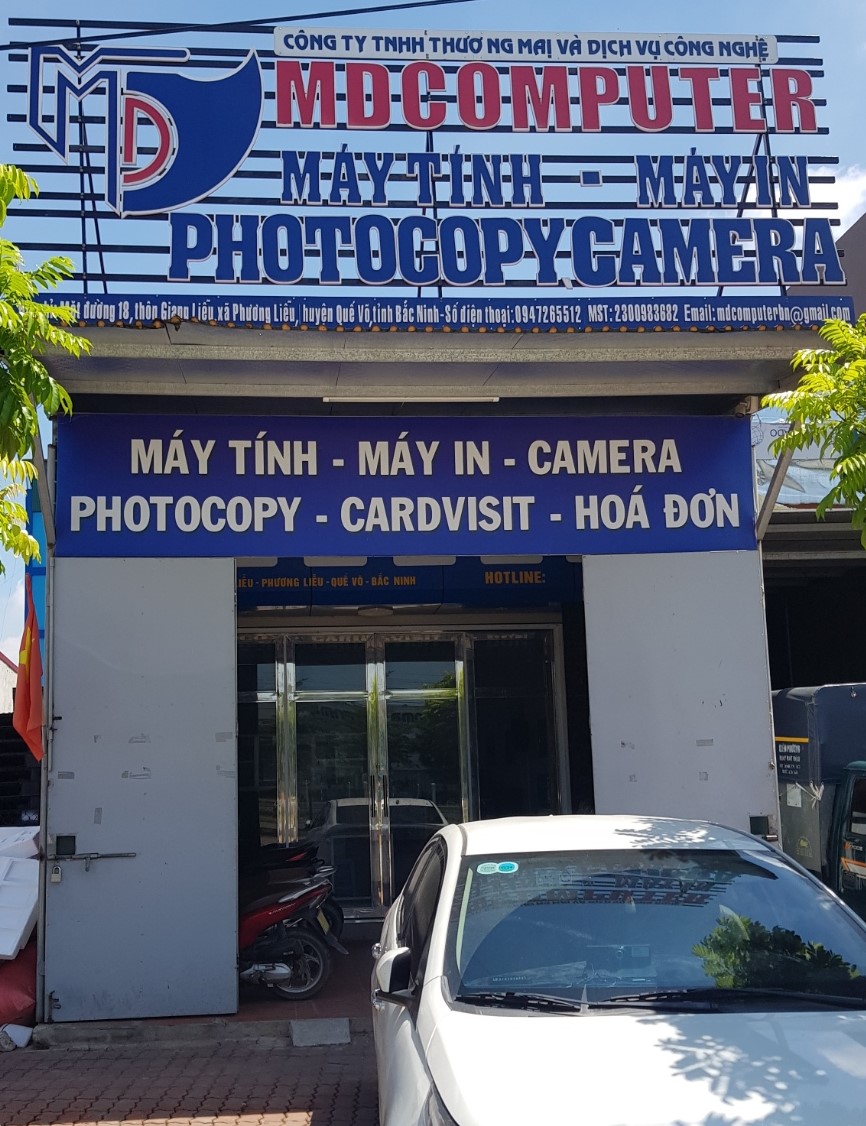 CÔNG TY TNHH THƯƠNG MẠI VÀ DỊCH VỤ CÔNG NGHỆ
MD
MDCOMPUTER
MÁY TÍNH - MÁY IN
PHOTOCOPY CAMERA
Mặt đường 18, thôn Giang Liễu xã Phương Liễu, huyện Quế Võ, tỉnh Bắc Ninh - Số điện thoại: 0947265512 MST: 2300983682 Email: mdcomputerbn@gmail.com
MÁY TÍNH - MÁY IN - CAMERA
PHOTOCOPY - CARDVISIT - HOÁ ĐƠN
LIỄU - PHƯƠNG LIỄU - QUẾ VÕ - BẮC NINH HOTLINE: